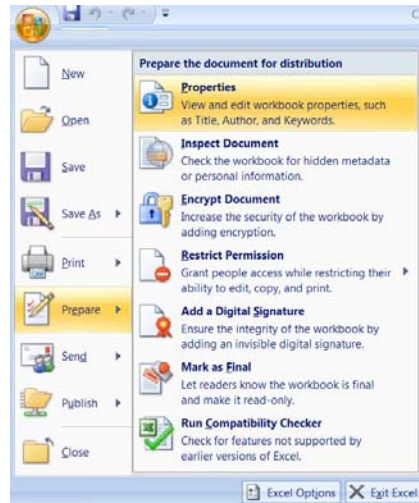 C
New
Open
Save
Save As
Print
Prepare
Send
Publish
Close
Prepare the document for distribution
Properties
View and edit workbook properties, such
as Title, Author, and Keywords.
Inspect Document
Check the workbook for hidden metadata
or personal information.
Encrypt Document
Increase the security of the workbook by
adding encryption.
Restrict Permission
Grant people access while restricting their
ability to edit, copy, and print.
Add a Digital Signature
Ensure the integrity of the workbook by
adding an invisible digital signature.
Mark as Final
Let readers know the workbook is final
and make it read-only.
Run Compatibility Checker
Check for features not supported by
earlier versions of Excel.
Excel Options
Exit Excel